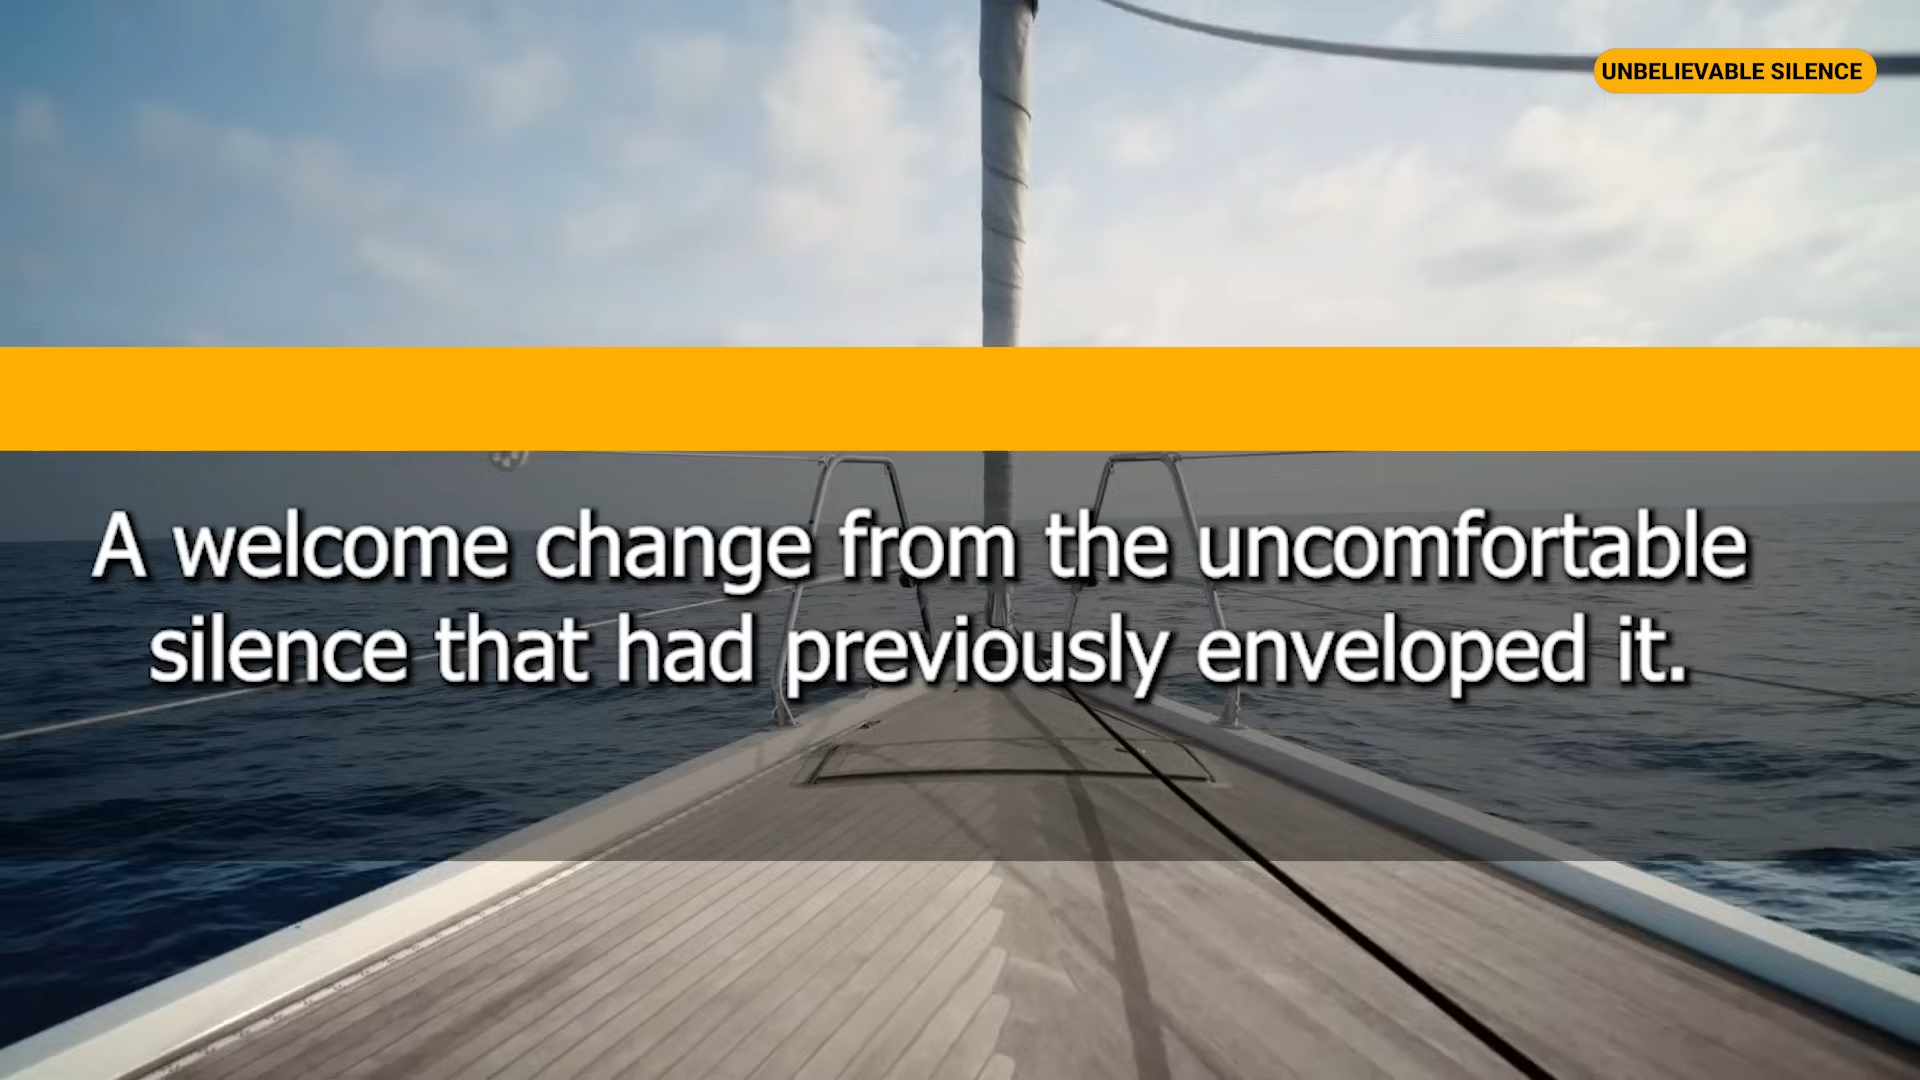 UNBELIEVABLE SILENCE
A welcome change from the uncomfortable
silence that had previously enveloped it.